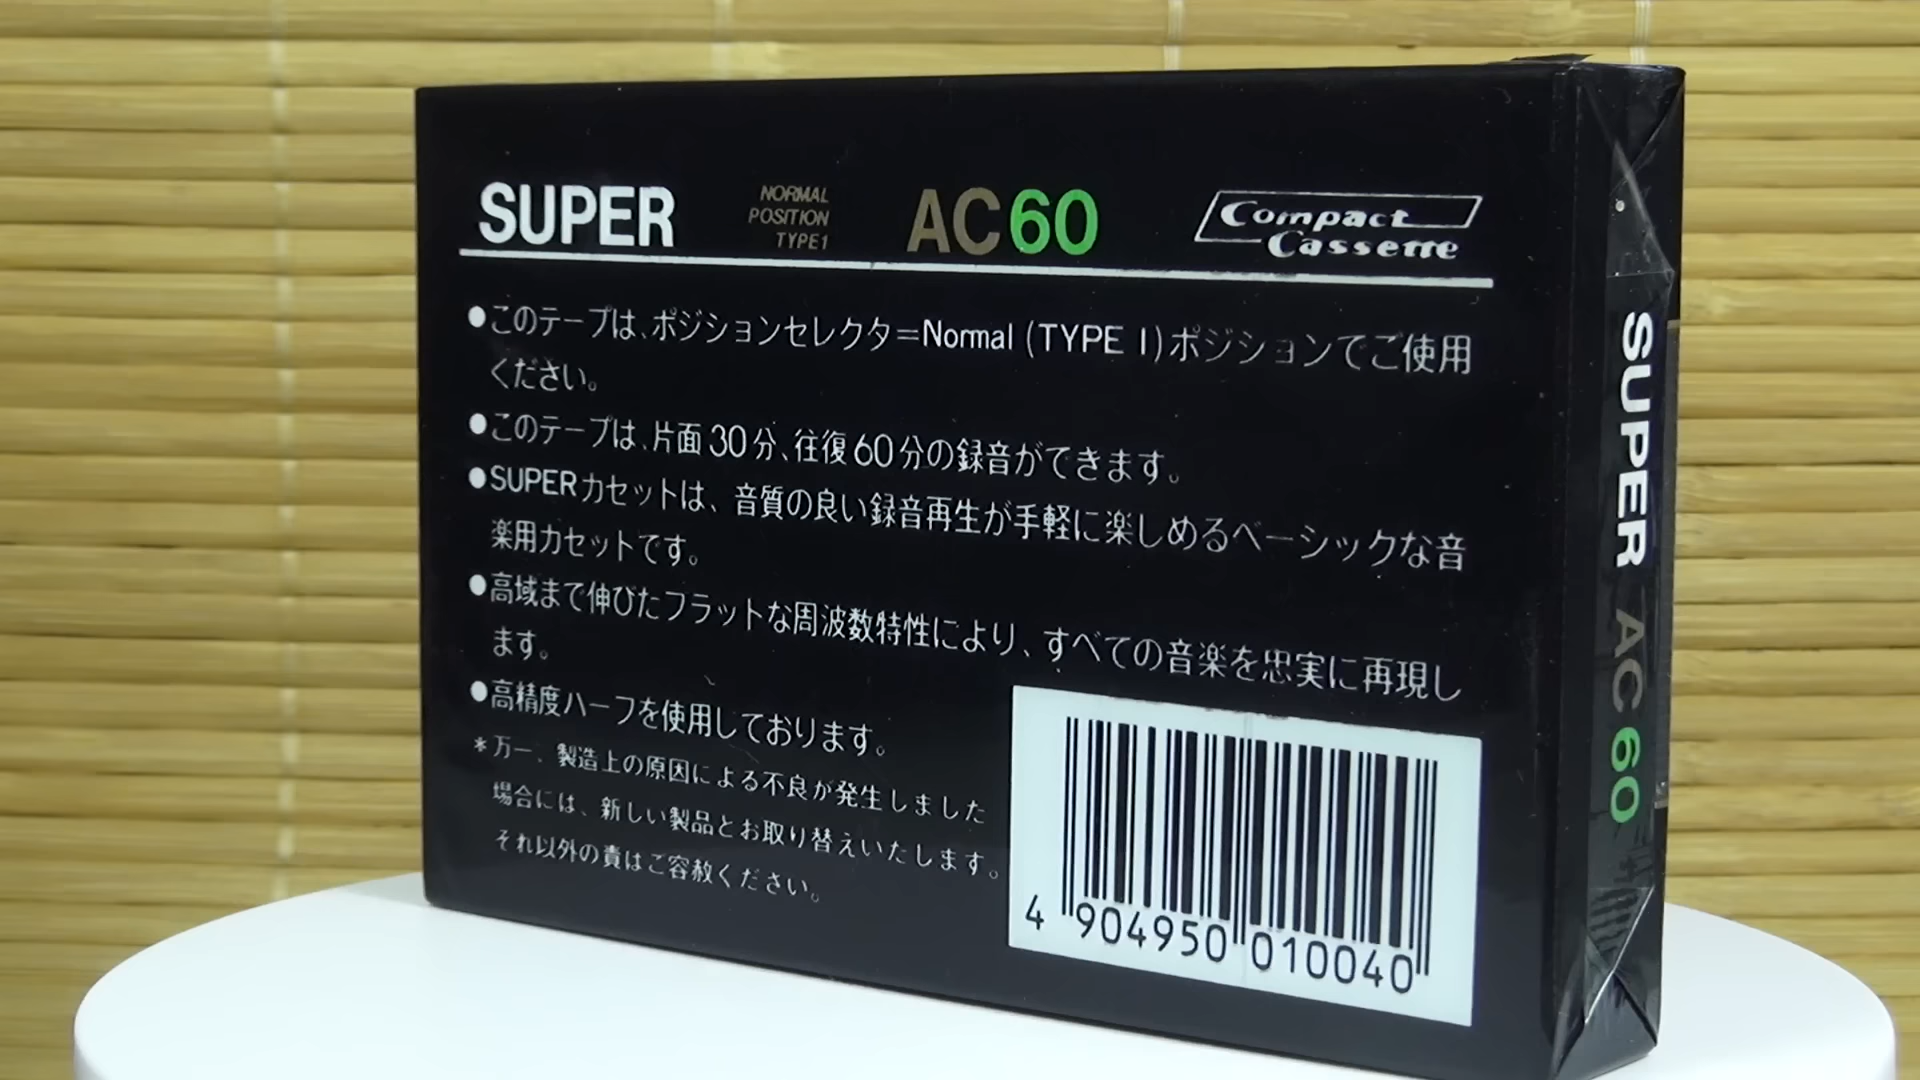 SUPER
NORMAL
POSITION
TYPE1
AC60
Compact
Cassette
●このテープは、ポジションセレクタ=Normal (TYPE I)ポジションでご使用
ください。
●このテープは、片面30分、往復60分の録音ができます。
●SUPERカセットは、音質の良い録音再生が手軽に楽しめるベーシックな音
楽用カセットです。
●高域まで伸びたフラットな周波数特性により、すべての音楽を忠実に再現し
ます。
●高精度ハーフを使用しております。
*万一、製造上の原因による不良が発生しました
場合には、新しい製品とお取り替えいたします。
それ以外の責はご容赦ください。
4 904950 010040
SUPER AC60